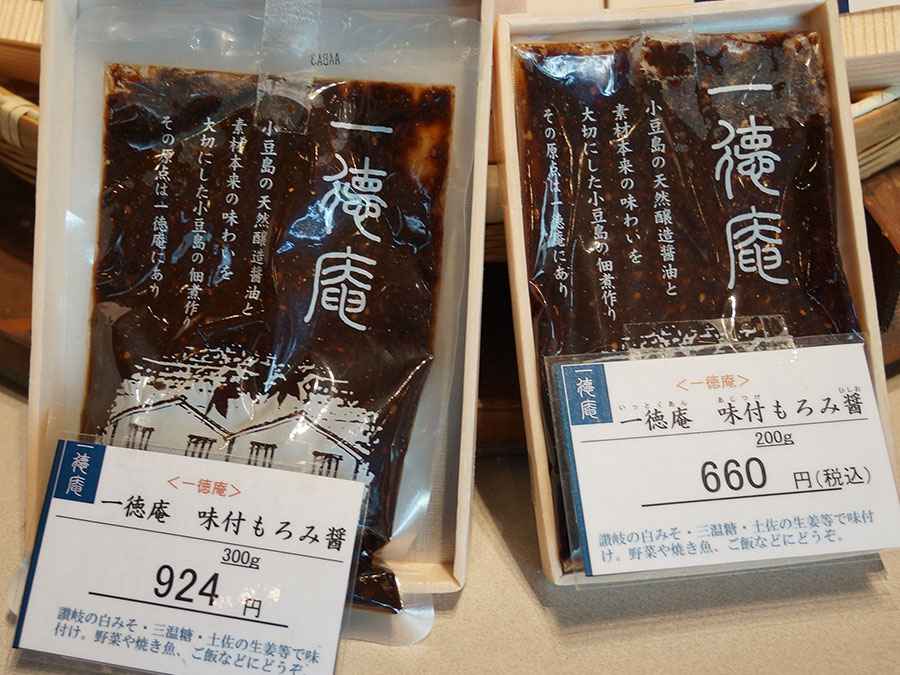 AABA3
一徳庵
小豆島の天然醸造醤油と
素材本来の味わいを
大切にした小豆島の佃煮作り
その原点は一徳庵にあり
一徳庵
<一徳庵>
一徳庵 味付もろみ醤
300g
924 円
讃岐の白みそ・三温糖・土佐の生姜等で味
付け。野菜や焼き魚、ご飯などにどうぞ。
一徳庵
小豆島の天然醸造醤油と
素材本来の味わいを
大切にした小豆島の佃煮作り
その原点は一徳庵にあり
一徳庵
<一徳庵>
いっとくあん あじつけ ひしお
一徳庵 味付もろみ醤
200g
660 円(税込)
讃岐の白みそ・三温糖・土佐の生姜等で味付
け。野菜や焼き魚、ご飯などにどうぞ。